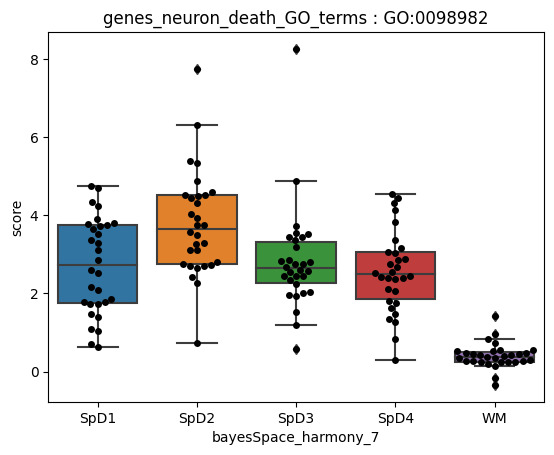 genes_neuron_death_GO_terms : GO:0098982
8
6
4
2
0
score
SpD1 SpD2 SpD3 SpD4 WM
bayesSpace_harmony_7